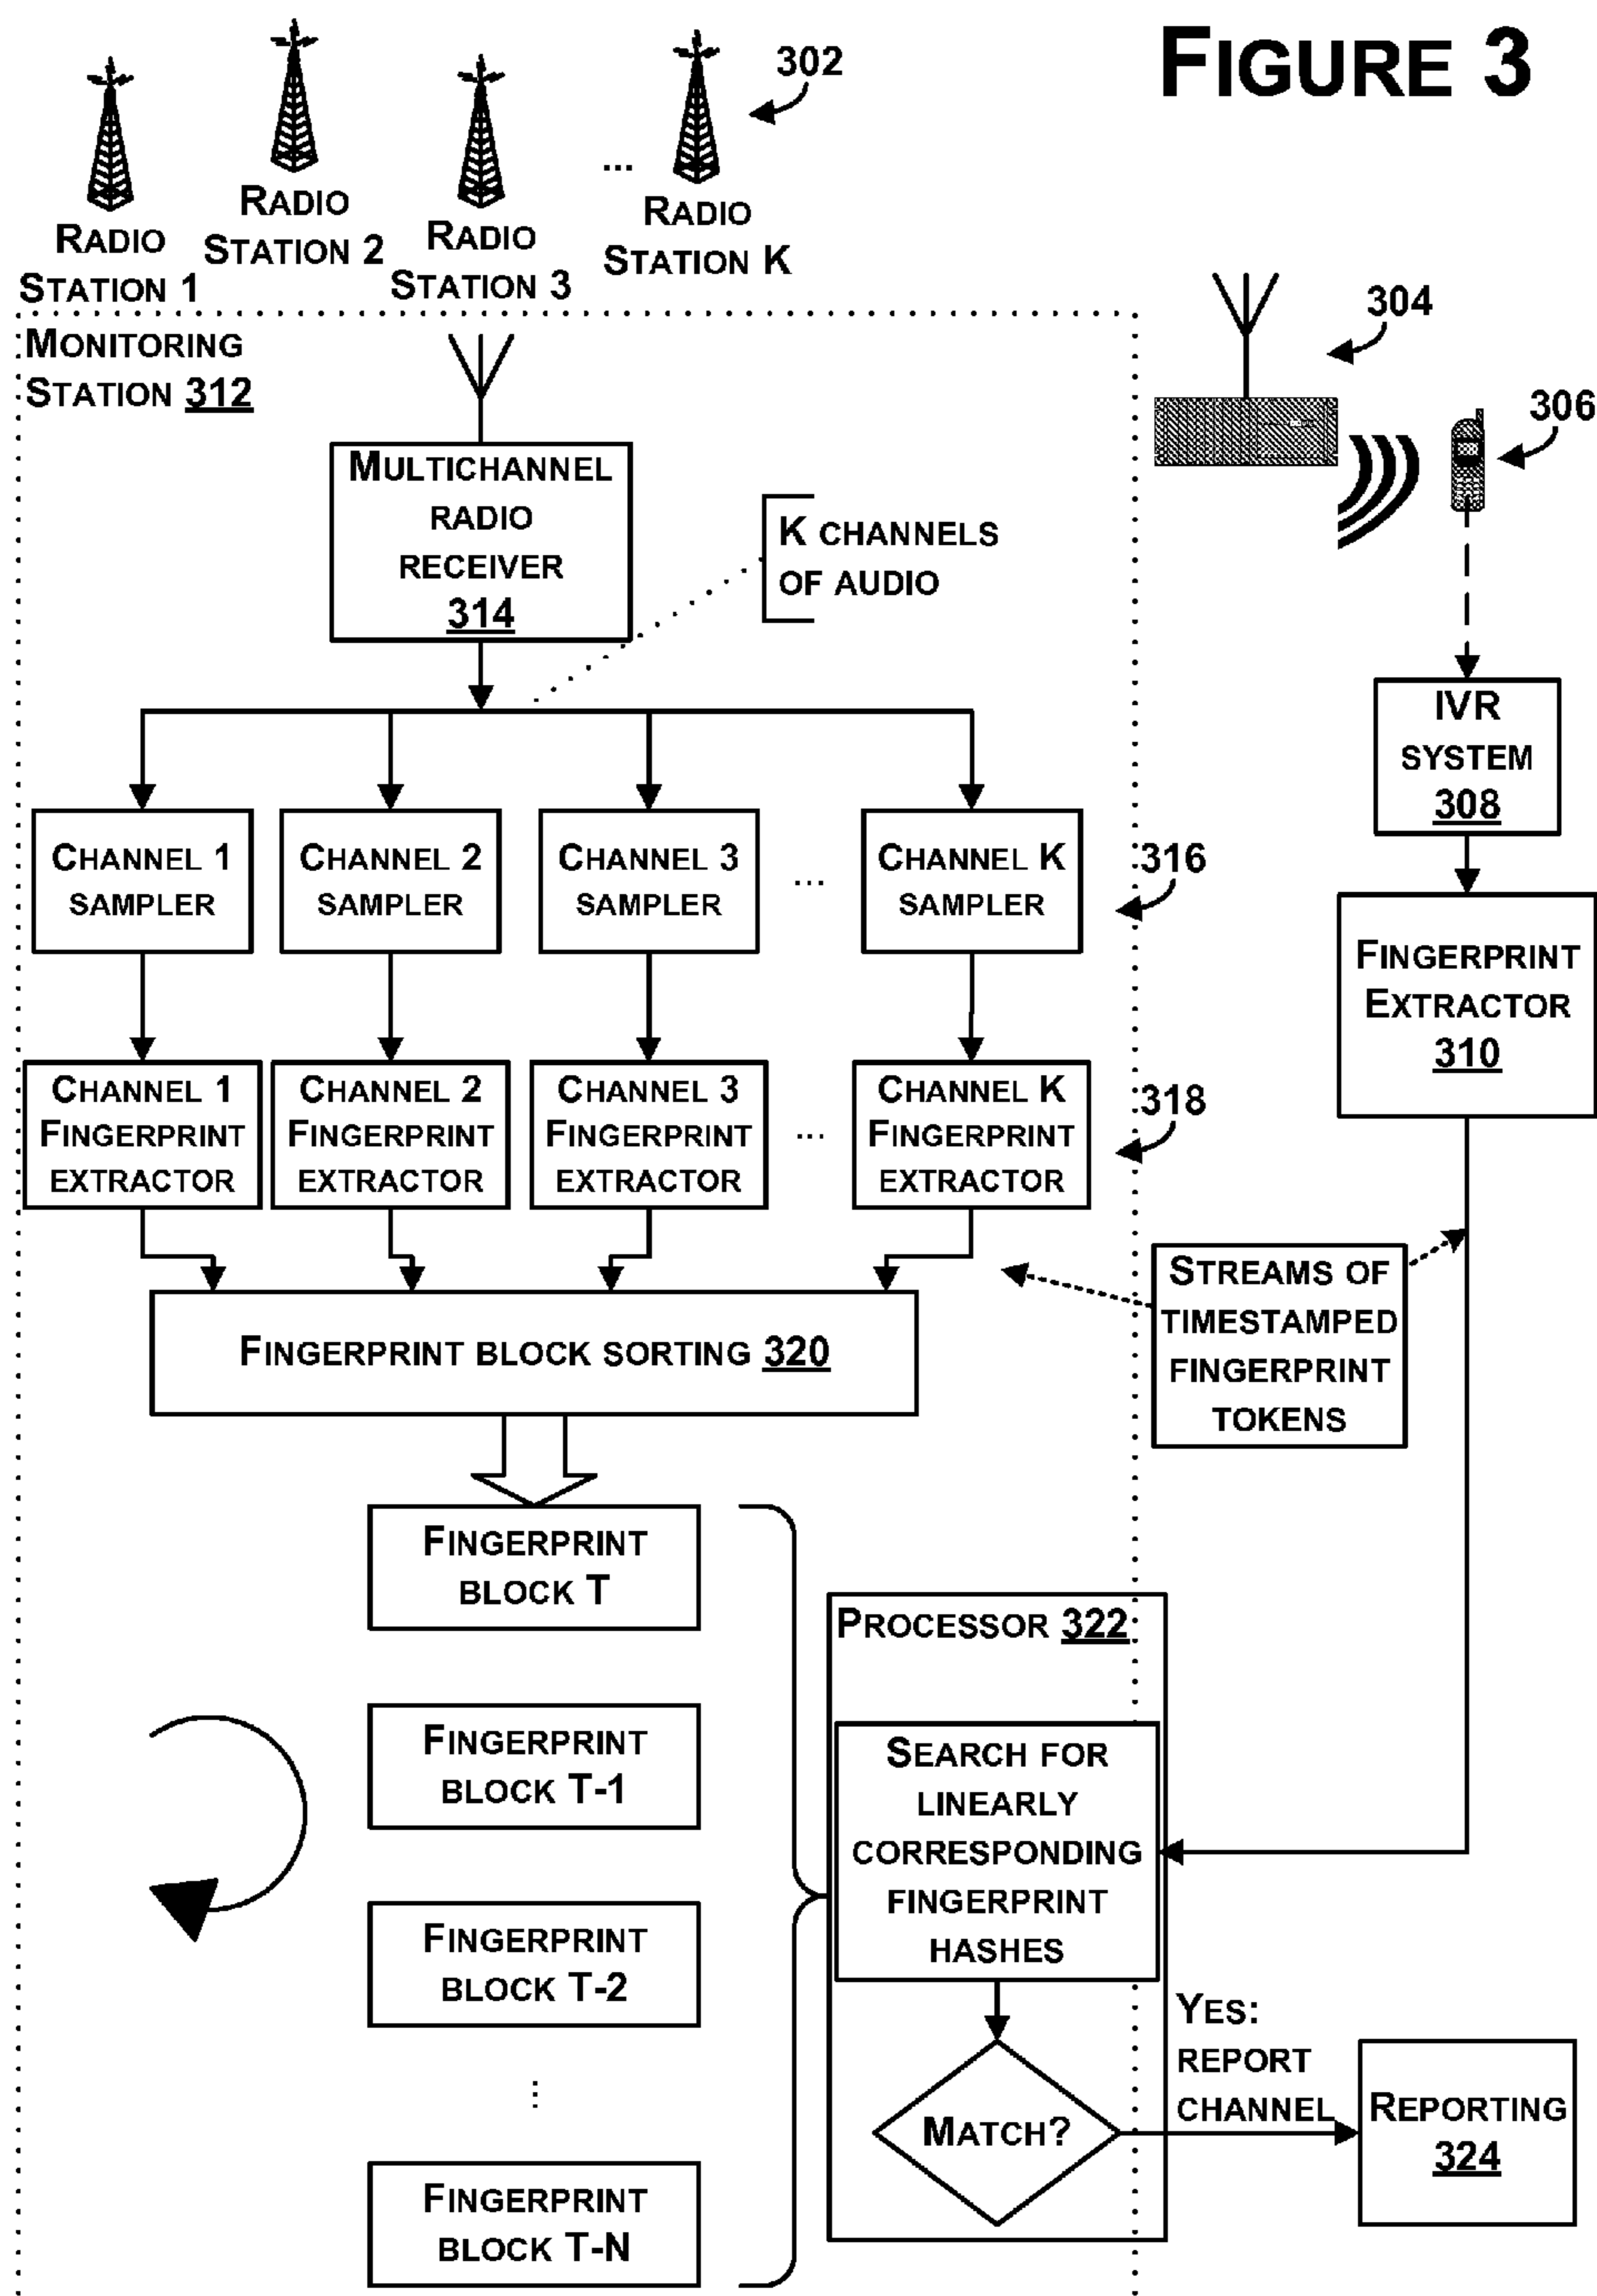 FIGURE 3
302
RADIO
STATION 1
RADIO
STATION 2
RADIO
STATION 3
...
RADIO
STATION K
304
306
MONITORING
STATION 312
MULTICHANNEL
RADIO
RECEIVER
314
K CHANNELS
OF AUDIO
IVR
SYSTEM
308
CHANNEL 1
SAMPLER
CHANNEL 2
SAMPLER
CHANNEL 3
SAMPLER
...
CHANNEL K
SAMPLER
316
FINGERPRINT
EXTRACTOR
310
CHANNEL 1
FINGERPRINT
EXTRACTOR
CHANNEL 2
FINGERPRINT
EXTRACTOR
CHANNEL 3
FINGERPRINT
EXTRACTOR
...
CHANNEL K
FINGERPRINT
EXTRACTOR
318
STREAMS OF
TIMESTAMPED
FINGERPRINT
TOKENS
FINGERPRINT BLOCK SORTING 320
FINGERPRINT
BLOCK T
FINGERPRINT
BLOCK T-1
FINGERPRINT
BLOCK T-2
...
FINGERPRINT
BLOCK T-N
PROCESSOR 322
SEARCH FOR
LINEARLY
CORRESPONDING
FINGERPRINT
HASHES
MATCH?
YES:
REPORT
CHANNEL
REPORTING
324